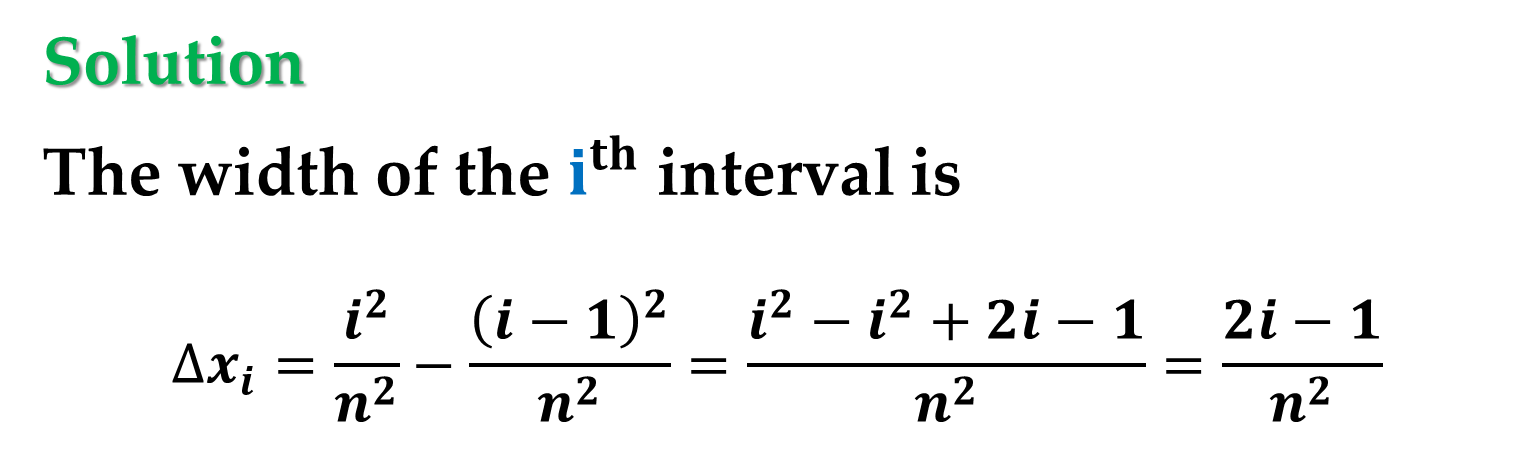 Solution
The width of the iᵗʰ interval is
Δxᵢ = i²/n² − (i − 1)²/n² = (i² − i² + 2i − 1)/n² = (2i − 1)/n²